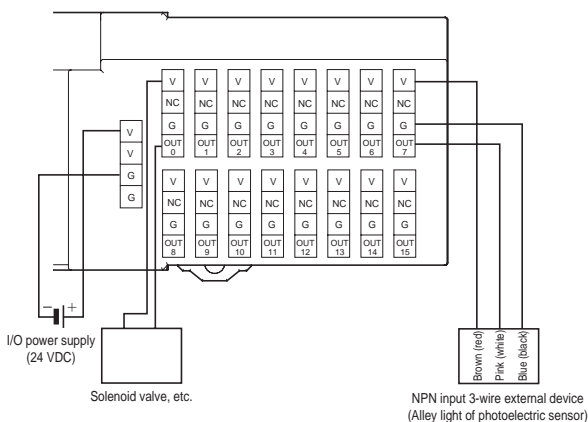 V V V V V V V V
NC NC NC NC NC NC NC NC
G G G G G G G G
OUT OUT OUT OUT OUT OUT OUT OUT
0 1 2 3 4 5 6 7
V
V
G
G
V V V V V V V V
NC NC NC NC NC NC NC NC
G G G G G G G G
OUT OUT OUT OUT OUT OUT OUT OUT
8 9 10 11 12 13 14 15
− +
I/O power supply
(24 VDC)
Solenoid valve, etc.
Brown (red)
Pink (white)
Blue (black)
NPN input 3-wire external device
(Alley light of photoelectric sensor)